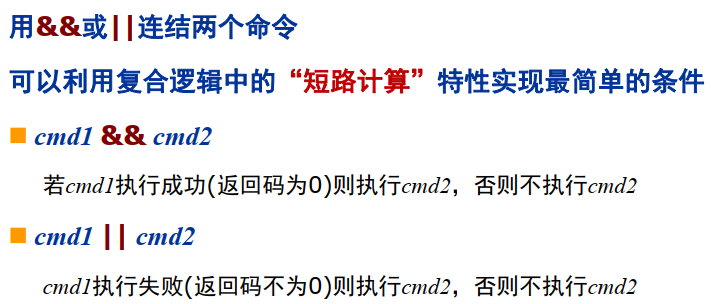 用&&或||连结两个命令
可以利用复合逻辑中的“短路计算”特性实现最简单的条件
cmd1 && cmd2
若cmd1执行成功(返回码为0)则执行cmd2，否则不执行cmd2
cmd1 || cmd2
cmd1执行失败(返回码不为0)则执行cmd2，否则不执行cmd2